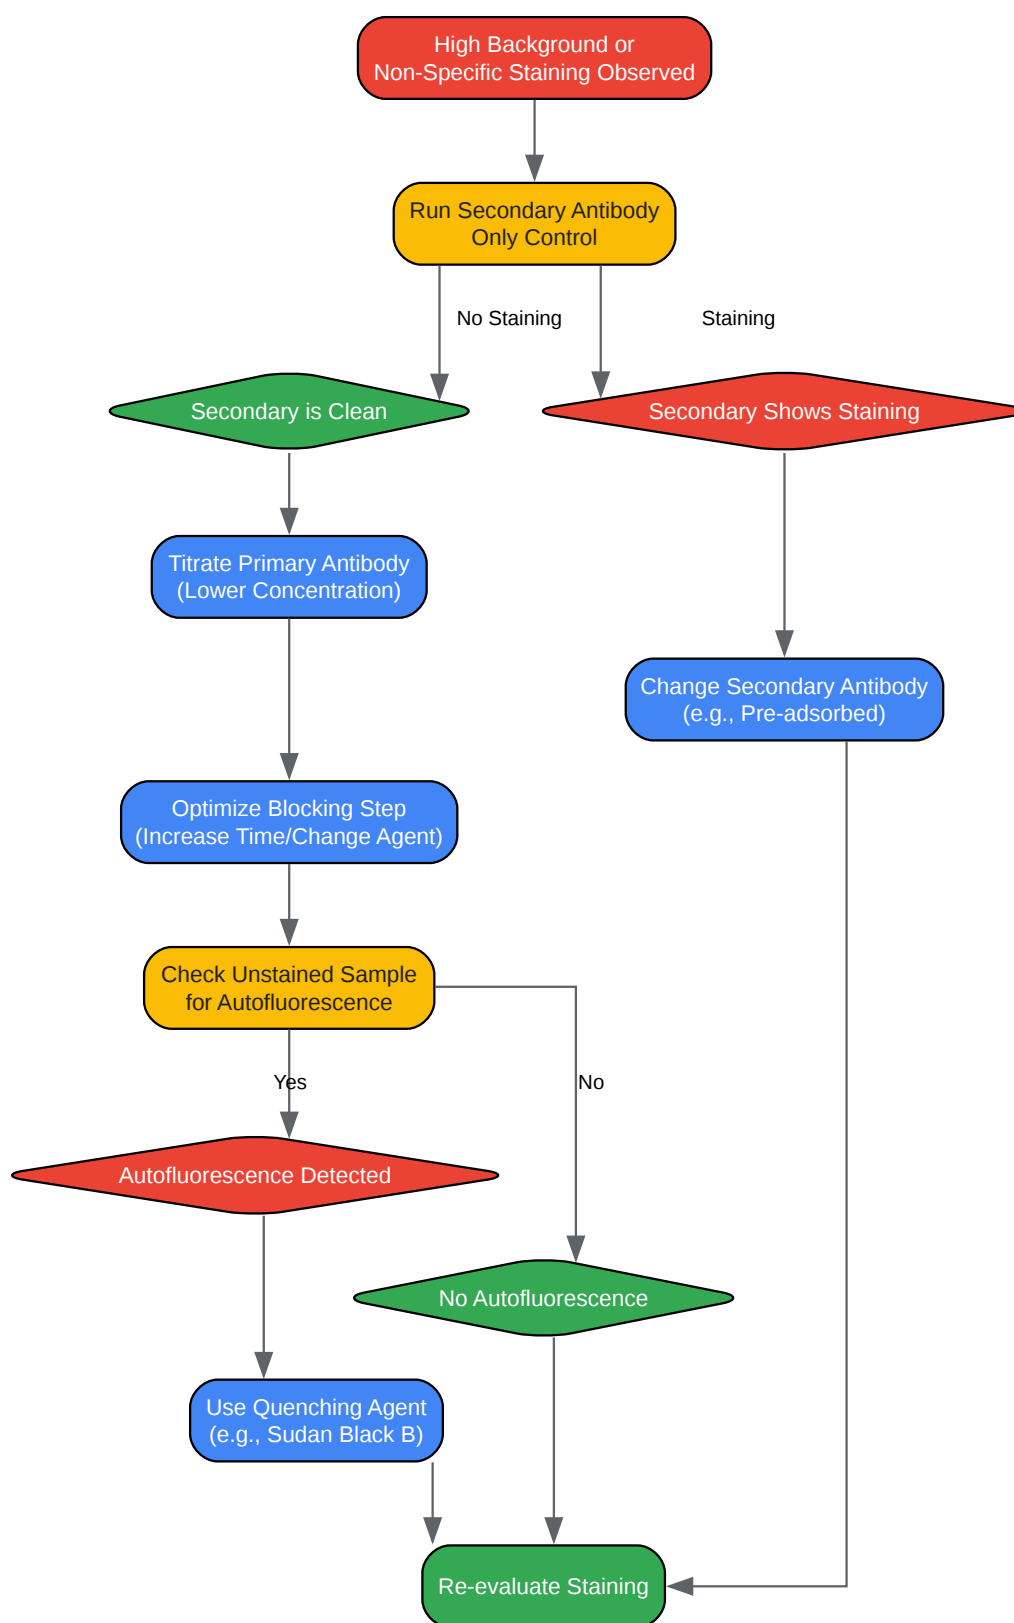 High Background or
Non-Specific Staining Observed
Run Secondary Antibody
Only Control
No Staining
Staining
Secondary is Clean
Secondary Shows Staining
Titrate Primary Antibody
(Lower Concentration)
Change Secondary Antibody
(e.g., Pre-adsorbed)
Optimize Blocking Step
(Increase Time/Change Agent)
Check Unstained Sample
for Autofluorescence
Yes
No
Autofluorescence Detected
No Autofluorescence
Use Quenching Agent
(e.g., Sudan Black B)
Re-evaluate Staining